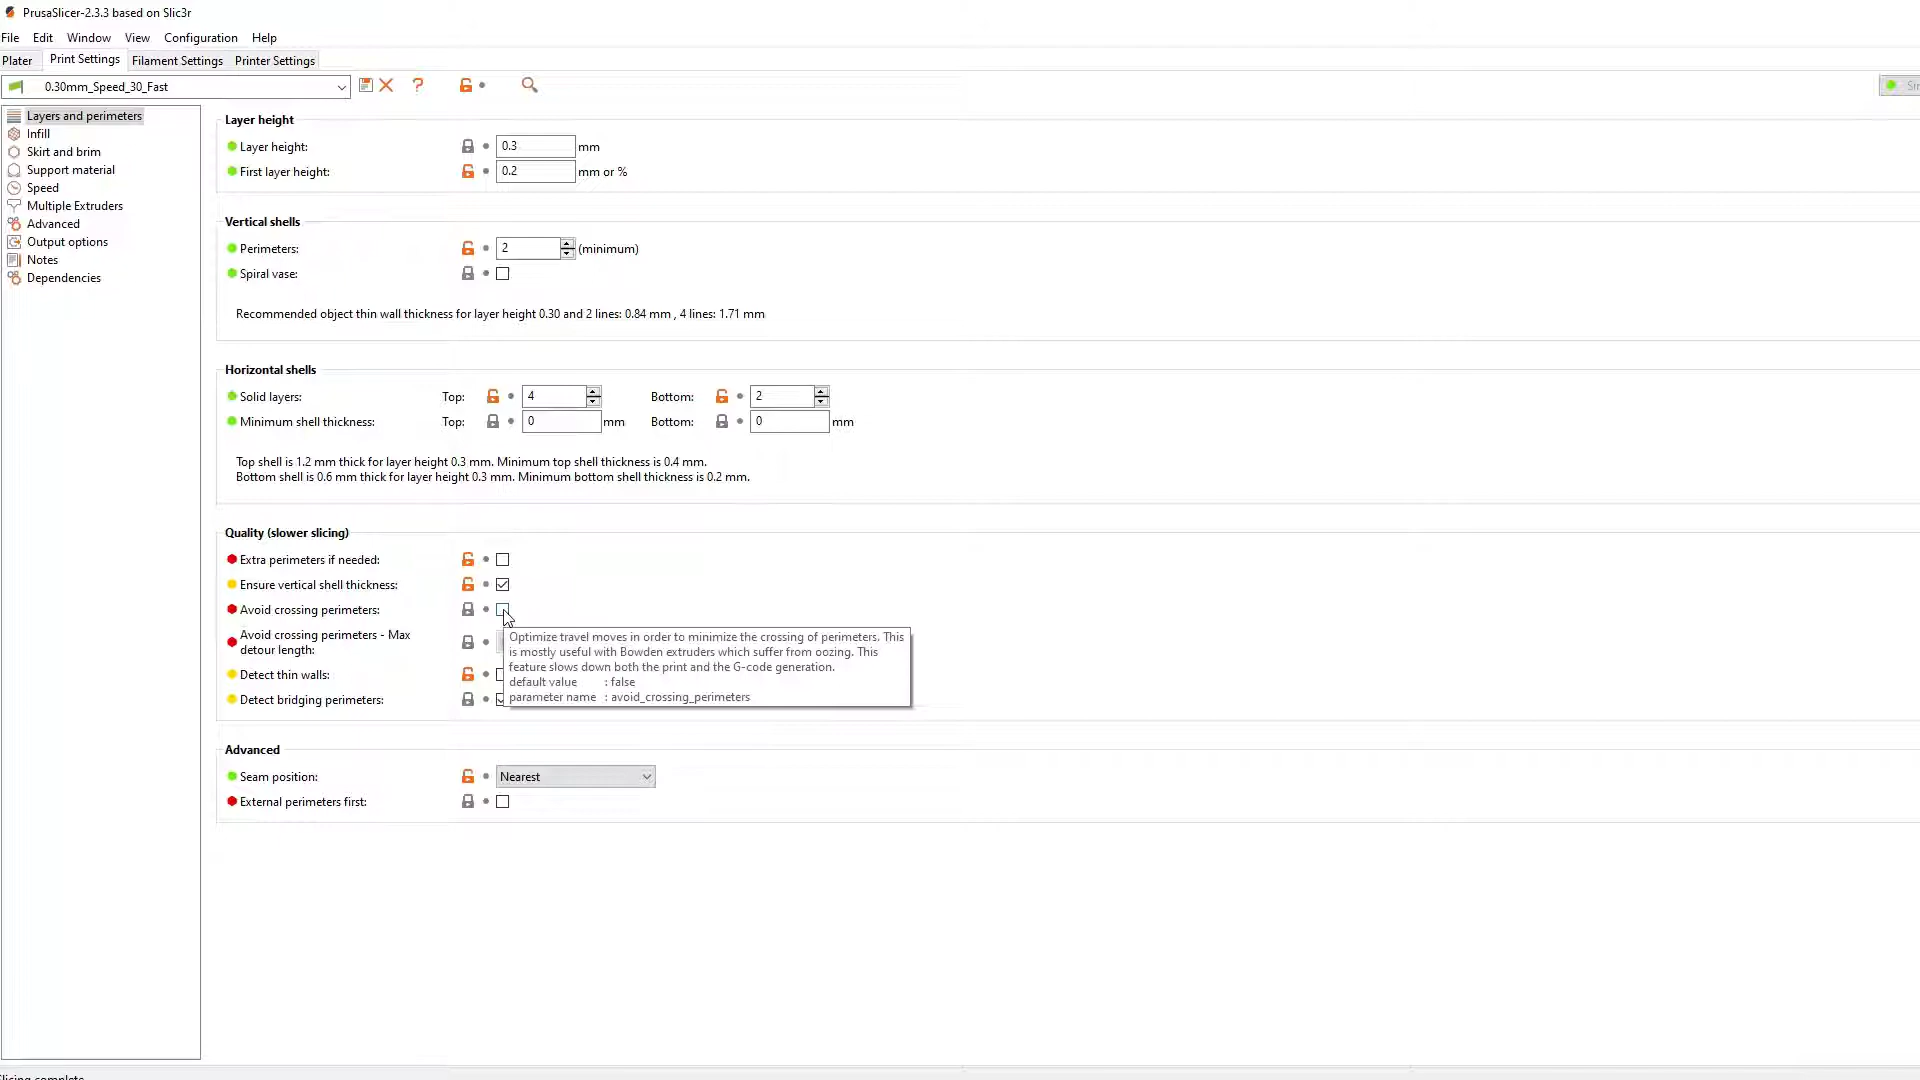 PrusaSlicer-2.3.3 based on Slic3r
File Edit Window View Configuration Help
Plater Print Settings Filament Settings Printer Settings
0.30mm_Speed_30_Fast ?
Layers and perimeters
Infill
Skirt and brim
Support material
Speed
Multiple Extruders
Advanced
Output options
Notes
Dependencies
Layer height
Layer height: 0.3 mm
First layer height: 0.2 mm or %
Vertical shells
Perimeters: 2 (minimum)
Spiral vase:
Recommended object thin wall thickness for layer height 0.30 and 2 lines: 0.84 mm , 4 lines: 1.71 mm
Horizontal shells
Solid layers: Top: 4 Bottom: 2
Minimum shell thickness: Top: 0 mm Bottom: 0 mm
Top shell is 1.2 mm thick for layer height 0.3 mm. Minimum top shell thickness is 0.4 mm.
Bottom shell is 0.6 mm thick for layer height 0.3 mm. Minimum bottom shell thickness is 0.2 mm.
Quality (slower slicing)
Extra perimeters if needed:
Ensure vertical shell thickness:
Avoid crossing perimeters:
Avoid crossing perimeters - Max
detour length:
Detect thin walls:
Detect bridging perimeters:
Optimize travel moves in order to minimize the crossing of perimeters. This
is mostly useful with Bowden extruders which suffer from oozing. This
feature slows down both the print and the G-code generation.
default value : false
parameter name : avoid_crossing_perimeters
Advanced
Seam position: Nearest
External perimeters first: